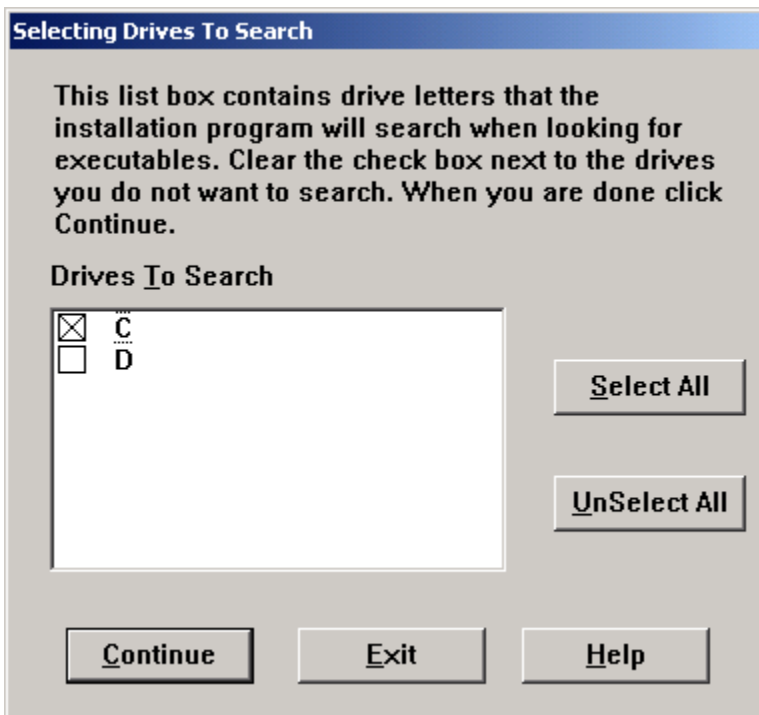 Selecting Drives To Search
This list box contains drive letters that the
installation program will search when looking for
executables. Clear the check box next to the drives
you do not want to search. When you are done click
Continue.
Drives To Search
C
D
Select All
UnSelect All
Continue
Exit
Help